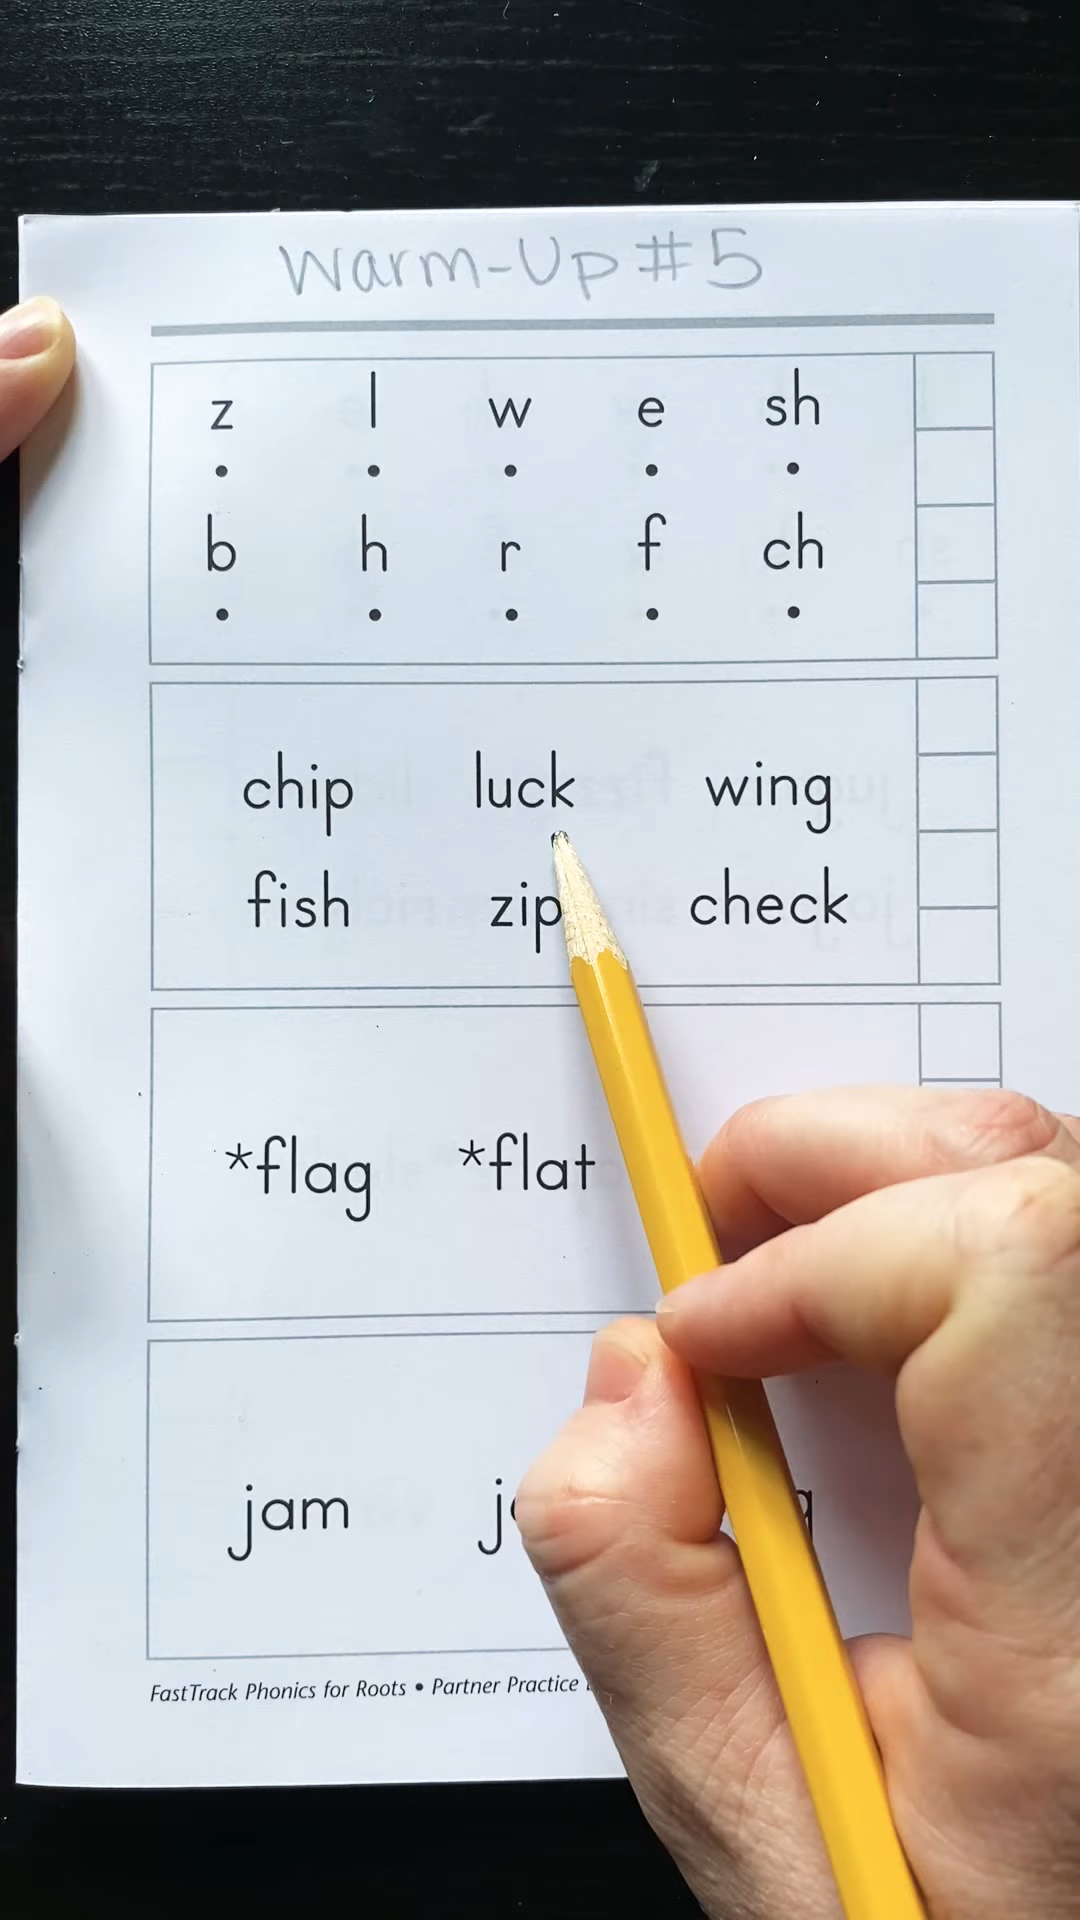 Warm-Up #5
z l w e sh
b h r f ch
chip luck wing
fish zip check
*flag *flat
jam
FastTrack Phonics for Roots • Partner Practice